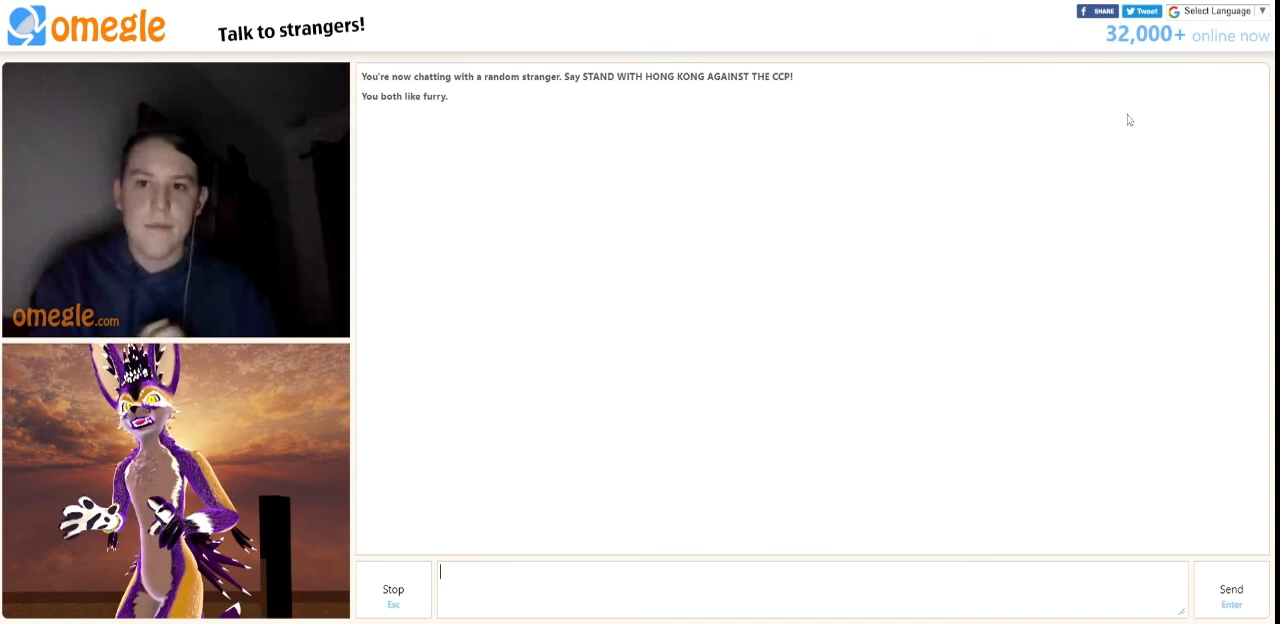 omegle
Talk to strangers!
SHARE
Tweet
Select Language
32,000+ online now
You're now chatting with a random stranger. Say STAND WITH HONG KONG AGAINST THE CCP!
You both like furry.
omegle.com
Stop
Esc
Send
Enter